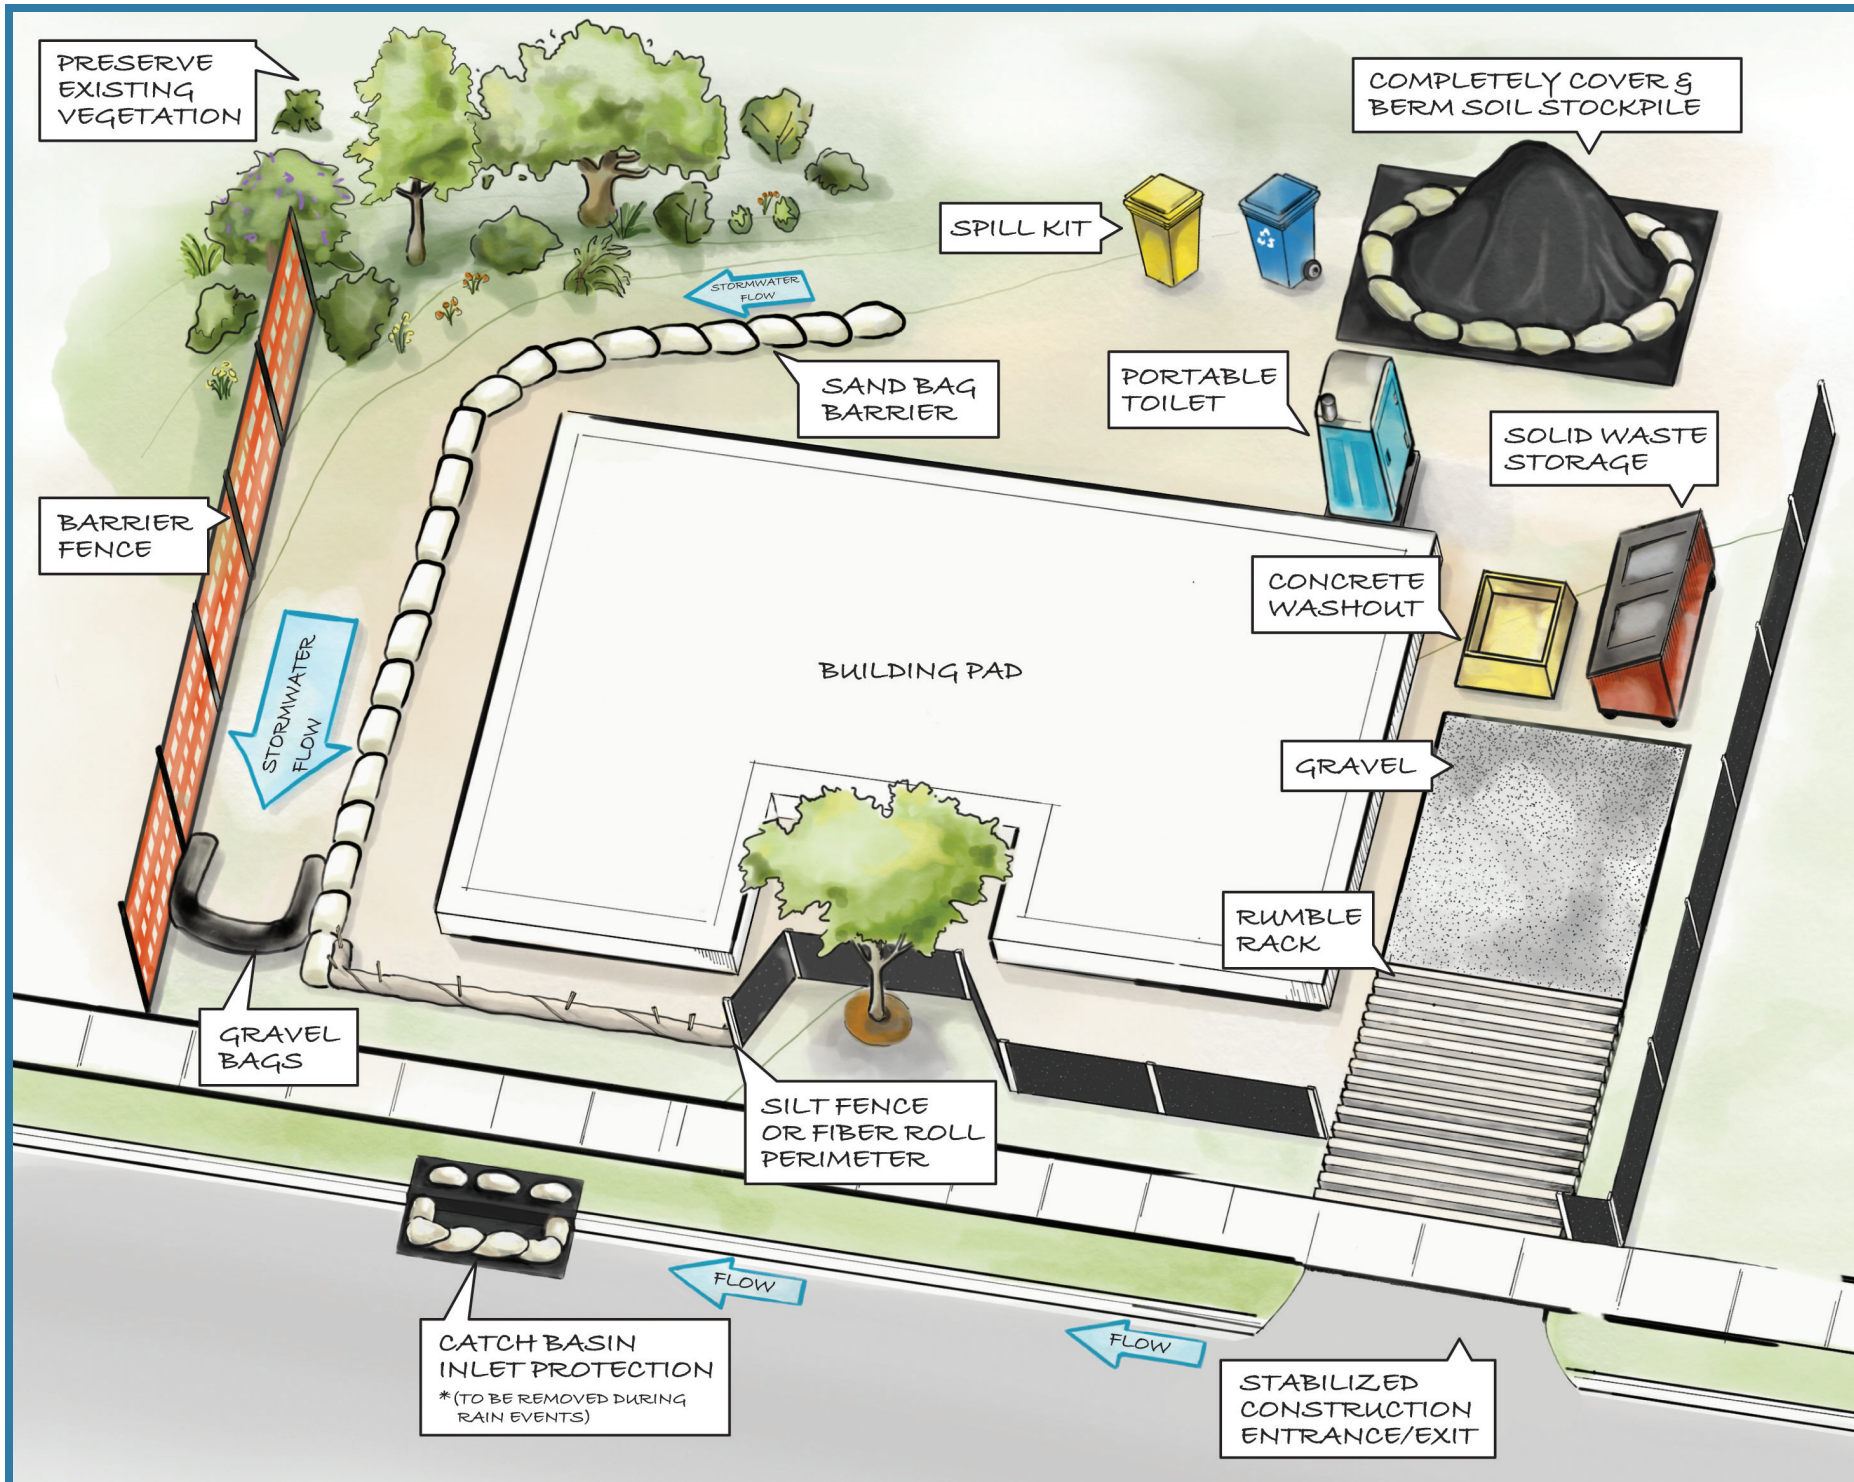 PRESERVE
EXISTING
VEGETATION
COMPLETELY COVER &
BERM SOIL STOCKPILE
SPILL KIT
STORMWATER
FLOW
SAND BAG
BARRIER
PORTABLE
TOILET
SOLID WASTE
STORAGE
BARRIER
FENCE
CONCRETE
WASHOUT
STORMWATER
FLOW
BUILDING PAD
GRAVEL
RUMBLE
RACK
GRAVEL
BAGS
SILT FENCE
OR FIBER ROLL
PERIMETER
FLOW
FLOW
CATCH BASIN
INLET PROTECTION
*(TO BE REMOVED DURING
RAIN EVENTS)
STABILIZED
CONSTRUCTION
ENTRANCE/EXIT